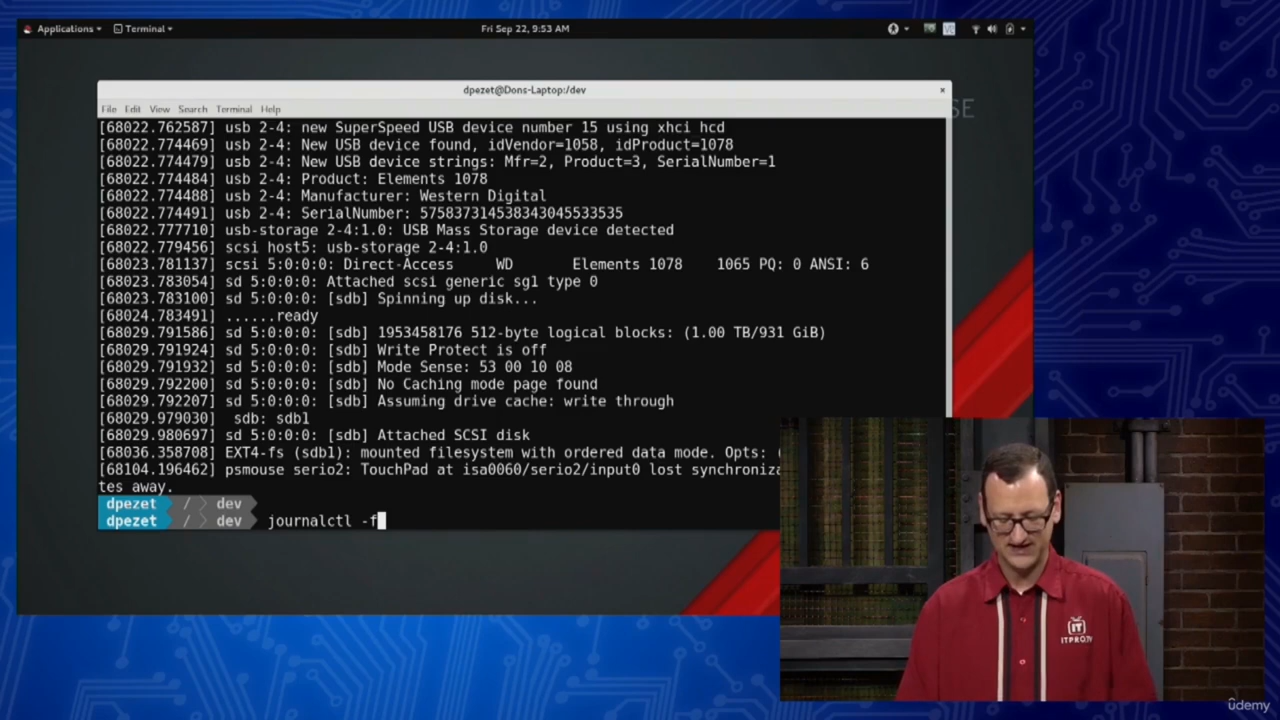 Applications Terminal Fri Sep 22, 9:53 AM
dpezet@Dons-Laptop:/dev ×
SE
File Edit View Search Terminal Help
[68022.762587] usb 2-4: new SuperSpeed USB device number 15 using xhci_hcd
[68022.774469] usb 2-4: New USB device found, idVendor=1058, idProduct=1078
[68022.774479] usb 2-4: New USB device strings: Mfr=2, Product=3, SerialNumber=1
[68022.774484] usb 2-4: Product: Elements 1078
[68022.774488] usb 2-4: Manufacturer: Western Digital
[68022.774491] usb 2-4: SerialNumber: 575837314538343045533535
[68022.777710] usb-storage 2-4:1.0: USB Mass Storage device detected
[68022.779456] scsi host5: usb-storage 2-4:1.0
[68023.781137] scsi 5:0:0:0: Direct-Access WD Elements 1078 1065 PQ: 0 ANSI: 6
[68023.783054] sd 5:0:0:0: Attached scsi generic sg1 type 0
[68023.783100] sd 5:0:0:0: [sdb] Spinning up disk...
[68024.783491] ......ready
[68029.791586] sd 5:0:0:0: [sdb] 1953458176 512-byte logical blocks: (1.00 TB/931 GiB)
[68029.791924] sd 5:0:0:0: [sdb] Write Protect is off
[68029.791932] sd 5:0:0:0: [sdb] Mode Sense: 53 00 10 08
[68029.792200] sd 5:0:0:0: [sdb] No Caching mode page found
[68029.792207] sd 5:0:0:0: [sdb] Assuming drive cache: write through
[68029.979030] sdb: sdb1
[68029.980697] sd 5:0:0:0: [sdb] Attached SCSI disk
[68036.358708] EXT4-fs (sdb1): mounted filesystem with ordered data mode. Opts: (
[68104.196462] psmouse serio2: TouchPad at isa0060/serio2/input0 lost synchroniza
tes away.
dpezet / dev
dpezet / dev journalctl -f
IT
ITPRO.TV
ûdemy